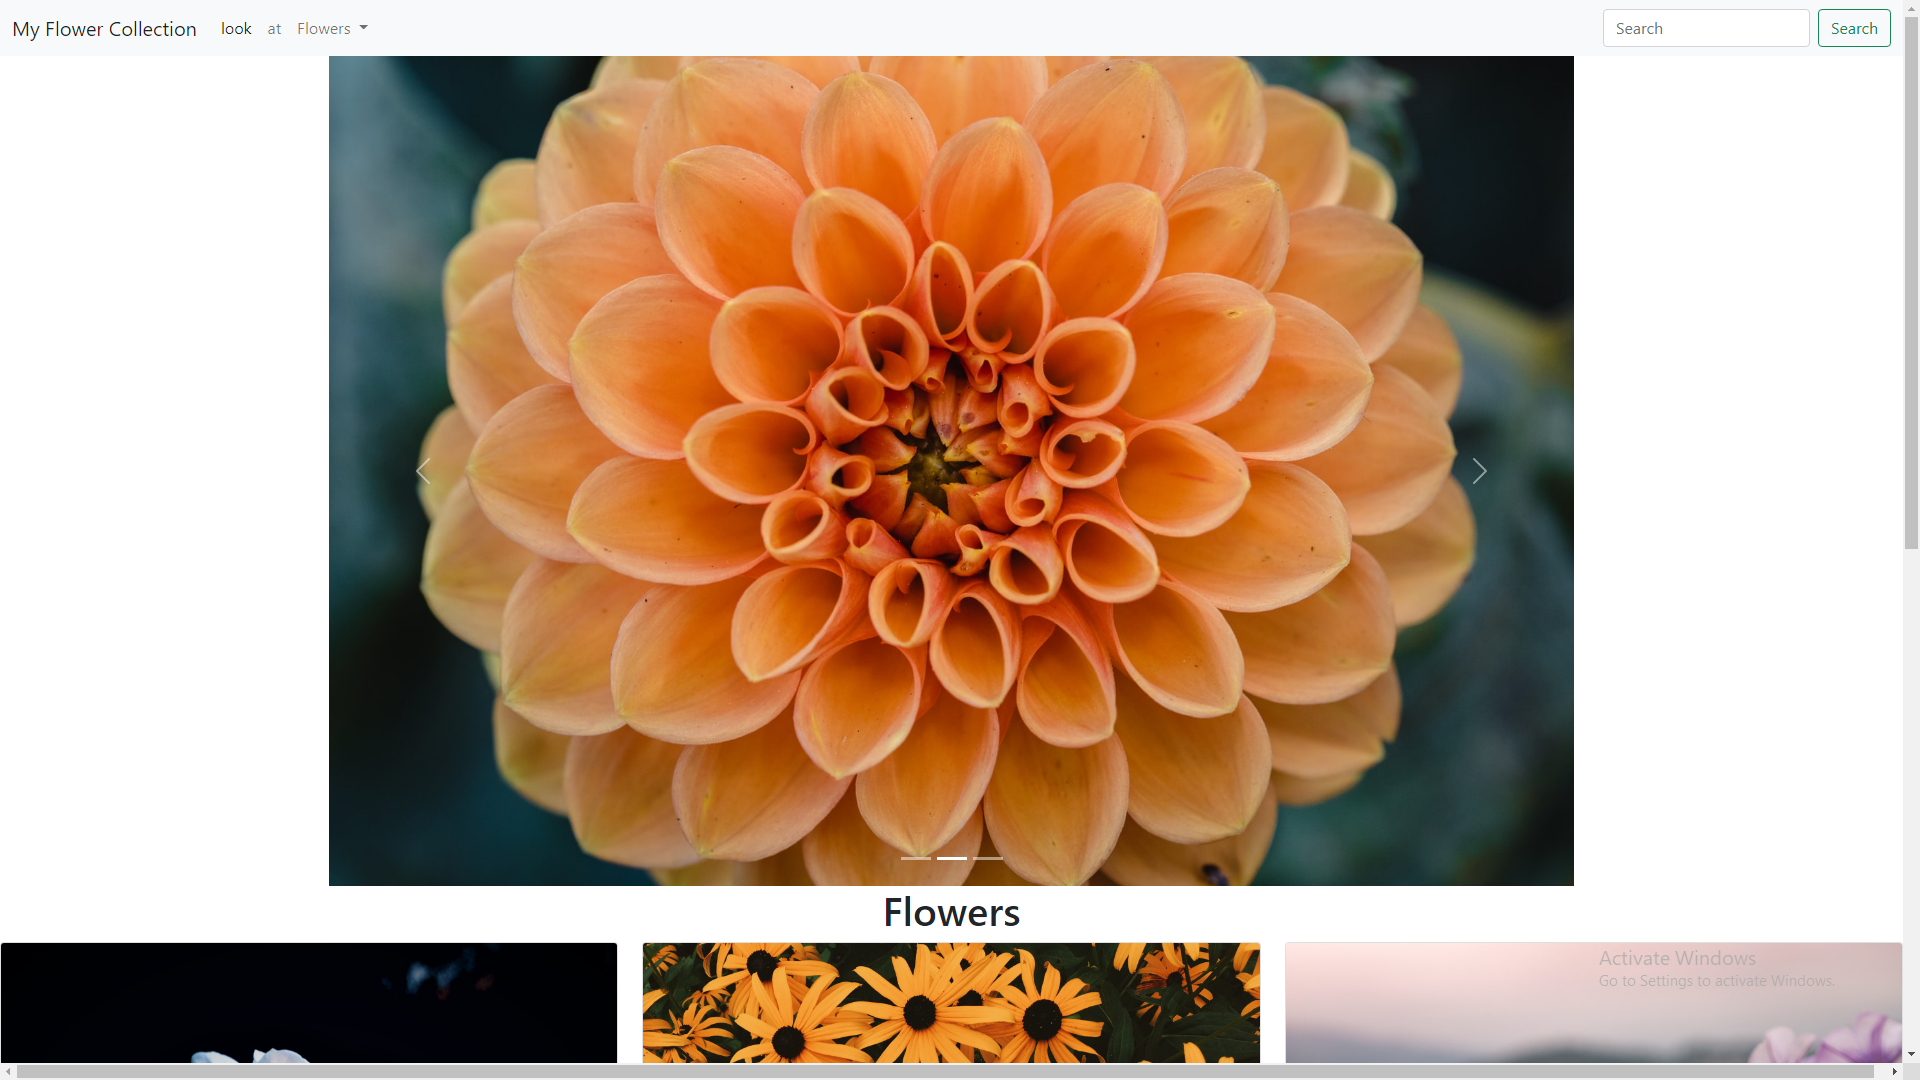 My Flower Collection look at Flowers Search Search
Flowers
Activate Windows
Go to Settings to activate Windows.